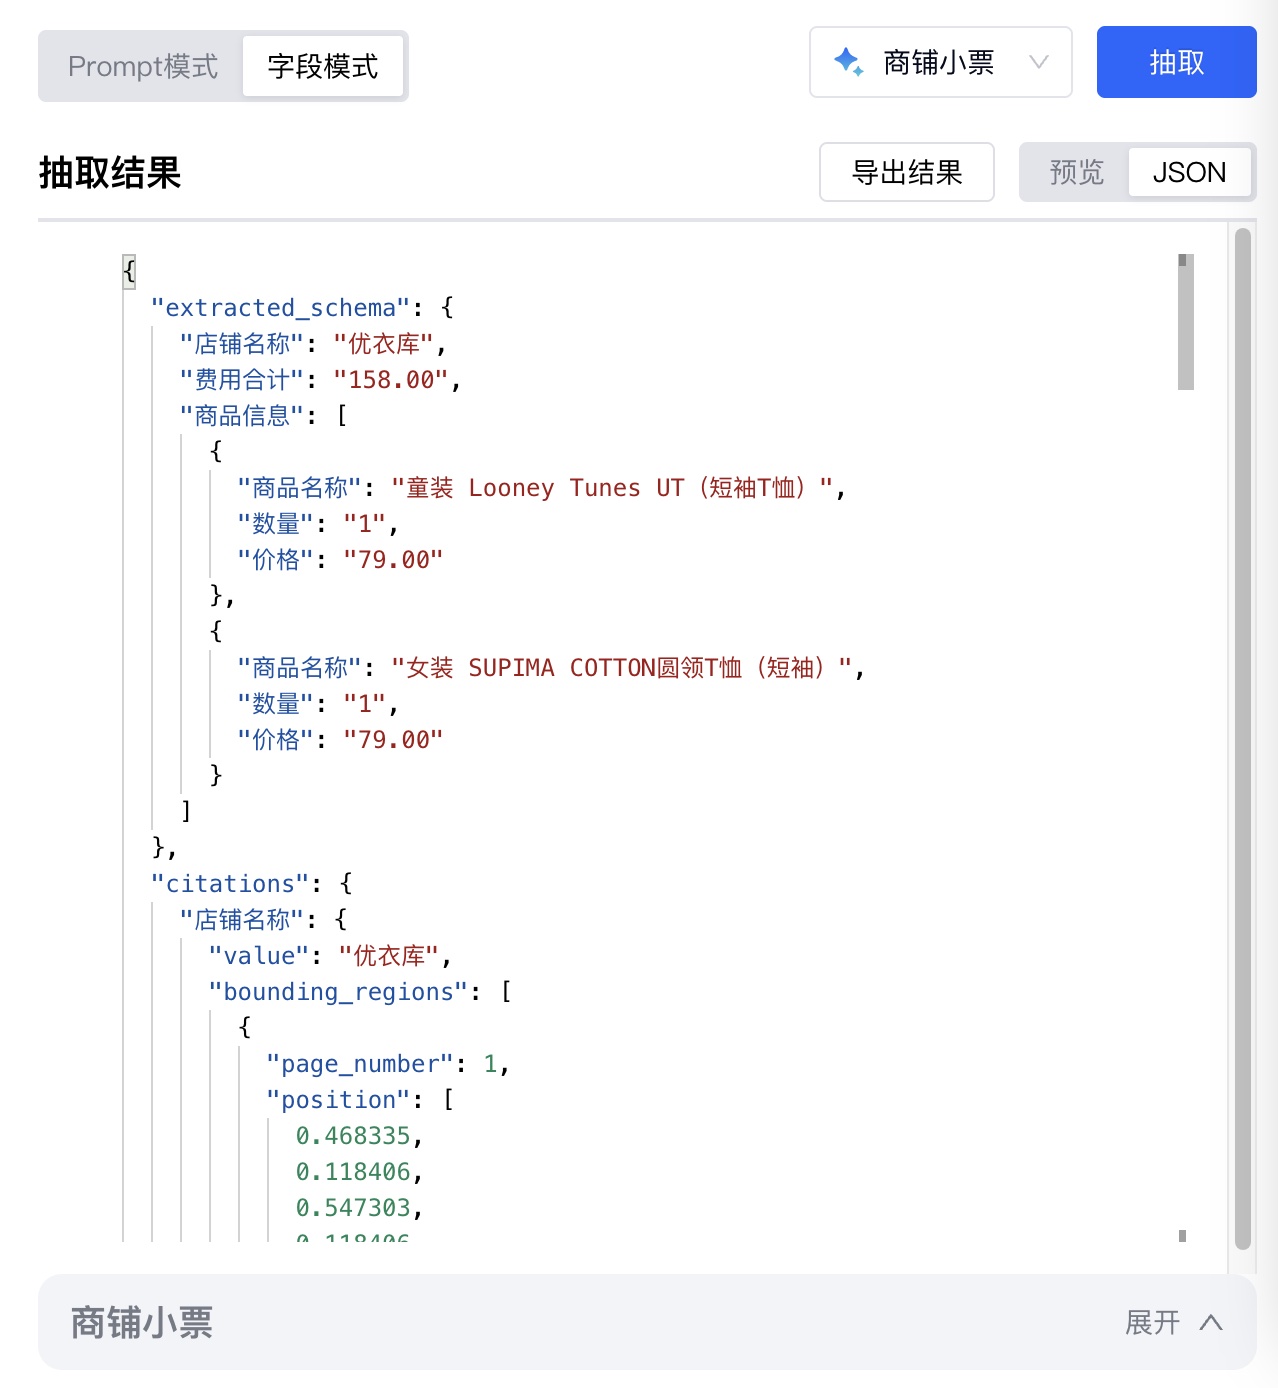 Prompt模式 字段模式 商铺小票 抽取
抽取结果 导出结果 预览 JSON
{
"extracted_schema": {
"店铺名称": "优衣库",
"费用合计": "158.00",
"商品信息": [
{
"商品名称": "童装 Looney Tunes UT（短袖T恤）",
"数量": "1",
"价格": "79.00"
},
{
"商品名称": "女装 SUPIMA COTTON圆领T恤（短袖）",
"数量": "1",
"价格": "79.00"
}
]
},
"citations": {
"店铺名称": {
"value": "优衣库",
"bounding_regions": [
{
"page_number": 1,
"position": [
0.468335,
0.118406,
0.547303,
0.118406
商铺小票 展开